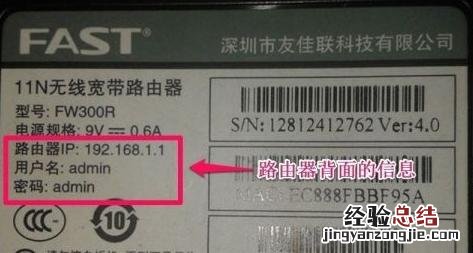 FAST®
深圳市友佳联科技有限公司
11N无线宽带路由器
型号: FW300R
电源规格: 9V 0.6A
S/N: 12812412762 Ver:4.0
路由器IP: 192.168.1.1
用户名: admin
密码: admin
路由器背面的信息
MAC: EC888FBBF95A
CCC
10
经验总结
jingyanzongjie.com